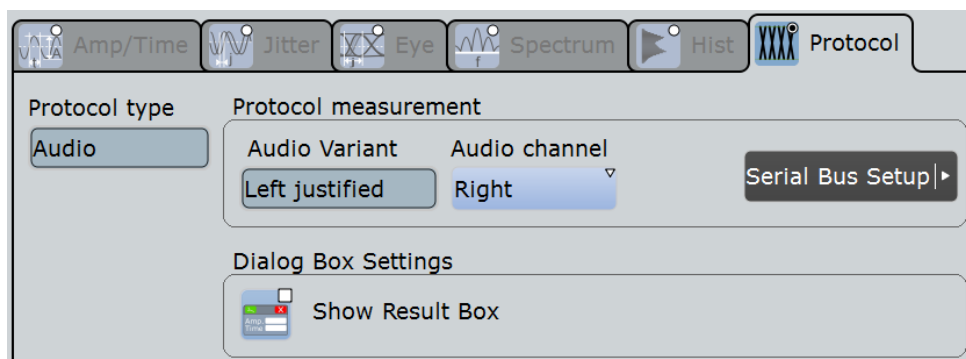 Amp/Time Jitter Eye Spectrum Hist Protocol
Protocol type Protocol measurement
Audio Audio Variant Audio channel
Left justified Right Serial Bus Setup
Dialog Box Settings
Show Result Box